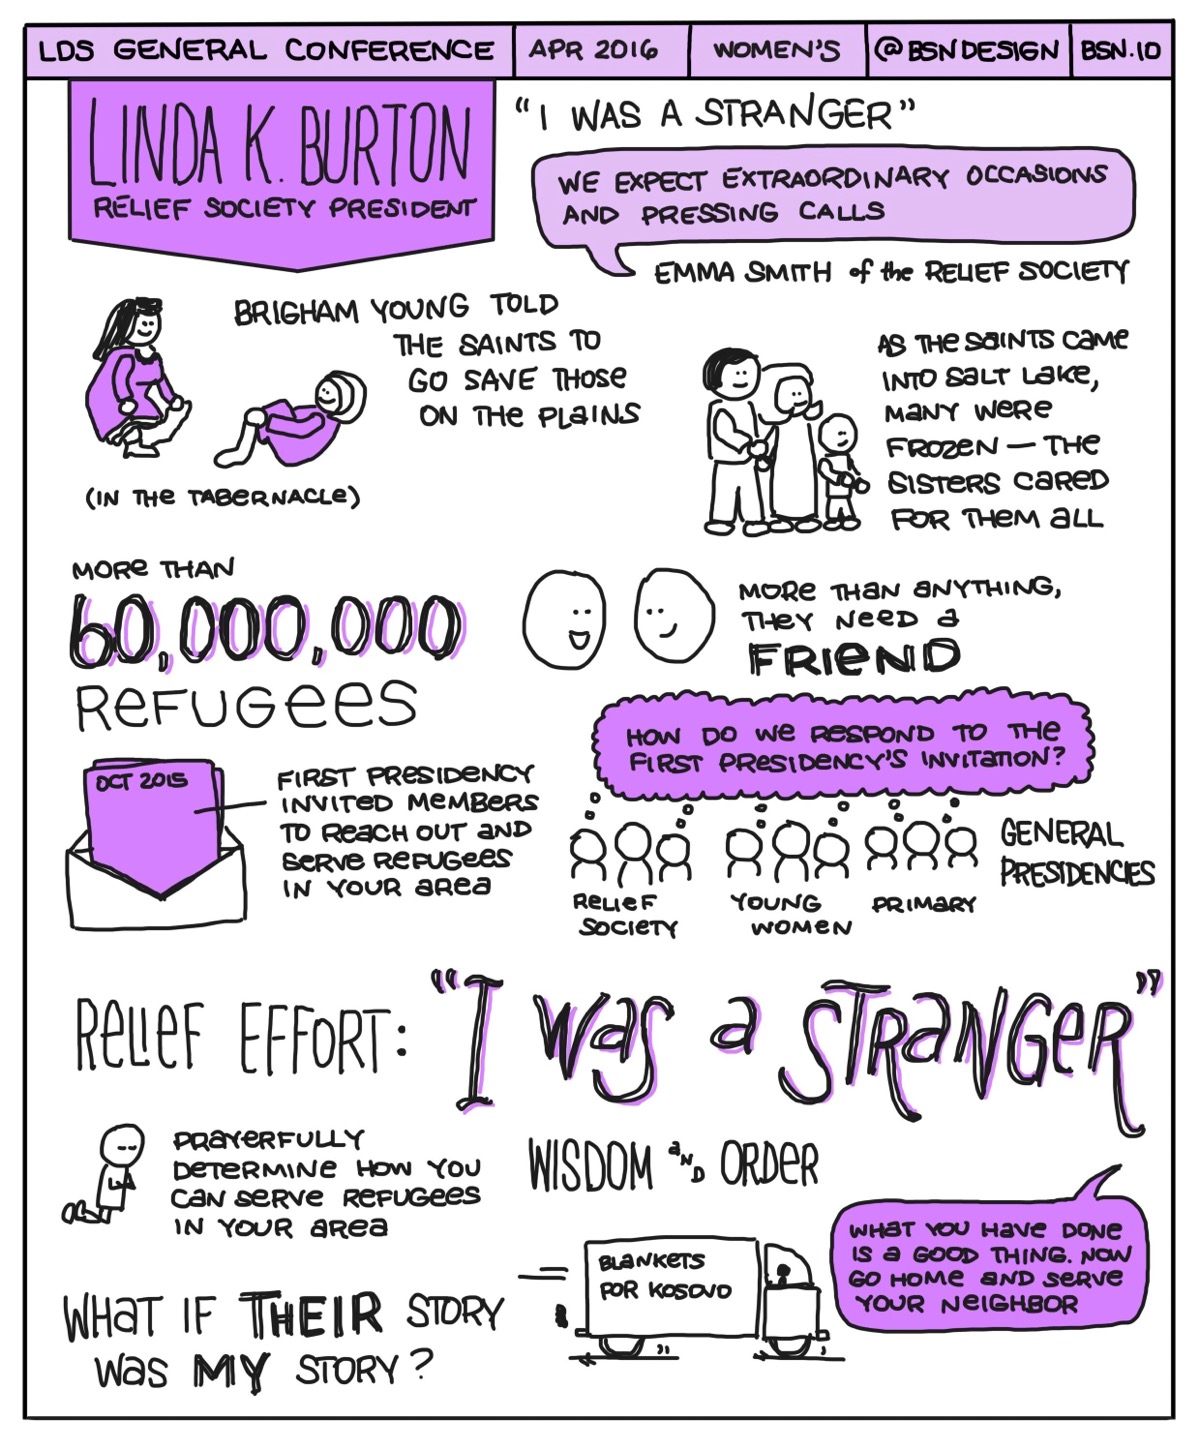 LDS GENERAL CONFERENCE
APR 2016
WOMEN'S
@BSNDESIGN
BSN.IO
LINDA K. BURTON
RELIEF SOCIETY PRESIDENT
"I WAS A STRANGER"
WE EXPECT EXTRAORDINARY OCCASIONS
AND PRESSING CALLS
EMMA SMITH of the RELIEF SOCIETY
BRIGHAM YOUNG TOLD
THE SAINTS TO
GO SAVE THOSE
ON THE PLAINS
(IN THE TABERNACLE)
AS THE SAINTS CAME
INTO SALT LAKE,
MANY WERE
FROZEN — THE
SISTERS CARED
FOR THEM ALL
MORE THAN
60,000,000
REFUGEES
MORE THAN ANYTHING,
THEY NEED A
FRIEND
OCT 2015
FIRST PRESIDENCY
INVITED MEMBERS
TO REACH OUT AND
SERVE REFUGEES
IN YOUR AREA
HOW DO WE RESPOND TO THE
FIRST PRESIDENCY'S INVITATION?
RELIEF
SOCIETY
YOUNG
WOMEN
PRIMARY
GENERAL
PRESIDENCIES
RELIEF EFFORT: "I WAS A STRANGER"
PRAYERFULLY
DETERMINE HOW YOU
CAN SERVE REFUGEES
IN YOUR AREA
WISDOM AND ORDER
WHAT IF THEIR STORY
WAS MY STORY?
BLANKETS
FOR KOSOVO
WHAT YOU HAVE DONE
IS A GOOD THING. NOW
GO HOME AND SERVE
YOUR NEIGHBOR